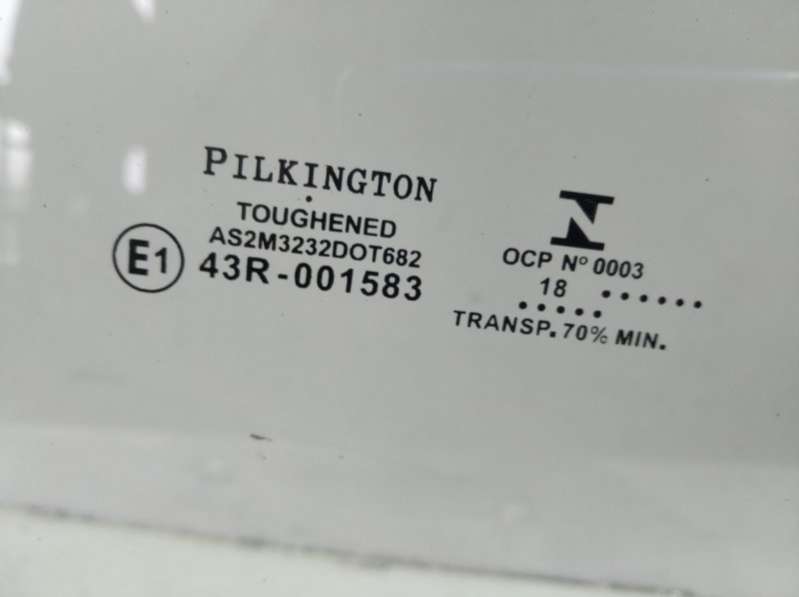 PILKINGTON
TOUGHENED
AS2M3232DOT682
E1
43R-001583
OCP Nº 0003
18 ......
.....
TRANSP. 70% MIN.